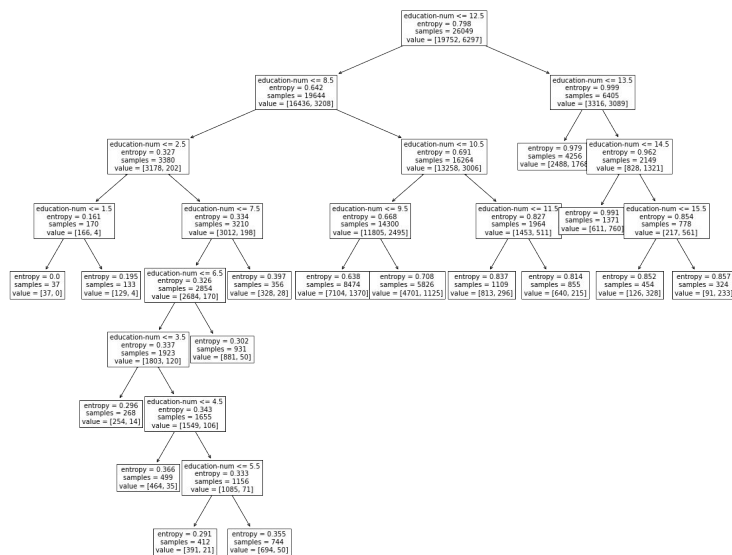 education-num <= 12.5
entropy = 0.798
samples = 26049
value = [19752, 6297]
education-num <= 8.5
entropy = 0.642
samples = 19644
value = [16436, 3208]
education-num <= 13.5
entropy = 0.999
samples = 6405
value = [3316, 3089]
education-num <= 2.5
entropy = 0.327
samples = 3380
value = [3178, 202]
education-num <= 10.5
entropy = 0.691
samples = 16264
value = [13258, 3006]
entropy = 0.979
samples = 4256
value = [2488, 1768
education-num <= 14.5
entropy = 0.962
samples = 2149
value = [828, 1321]
education-num <= 1.5
entropy = 0.161
samples = 170
value = [166, 4]
education-num <= 7.5
entropy = 0.334
samples = 3210
value = [3012, 198]
education-num <= 9.5
entropy = 0.668
samples = 14300
value = [11805, 2495]
education-num <= 11.5
entropy = 0.827
samples = 1964
value = [1453, 511]
entropy = 0.991
samples = 1371
value = [611, 760]
education-num <= 15.5
entropy = 0.854
samples = 778
value = [217, 561]
entropy = 0.0
samples = 37
value = [37, 0]
entropy = 0.195
samples = 133
value = [129, 4]
education-num <= 6.5
entropy = 0.326
samples = 2854
value = [2684, 170]
entropy = 0.397
samples = 356
value = [328, 28]
entropy = 0.638
samples = 8474
value = [7104, 1370]
entropy = 0.708
samples = 5826
value = [4701, 1125]
entropy = 0.837
samples = 1109
value = [813, 296]
entropy = 0.814
samples = 855
value = [640, 215]
entropy = 0.852
samples = 454
value = [126, 328]
entropy = 0.857
samples = 324
value = [91, 233]
education-num <= 3.5
entropy = 0.337
samples = 1923
value = [1803, 120]
entropy = 0.302
samples = 931
value = [881, 50]
entropy = 0.296
samples = 268
value = [254, 14]
education-num <= 4.5
entropy = 0.343
samples = 1655
value = [1549, 106]
entropy = 0.366
samples = 499
value = [464, 35]
education-num <= 5.5
entropy = 0.333
samples = 1156
value = [1085, 71]
entropy = 0.291
samples = 412
value = [391, 21]
entropy = 0.355
samples = 744
value = [694, 50]